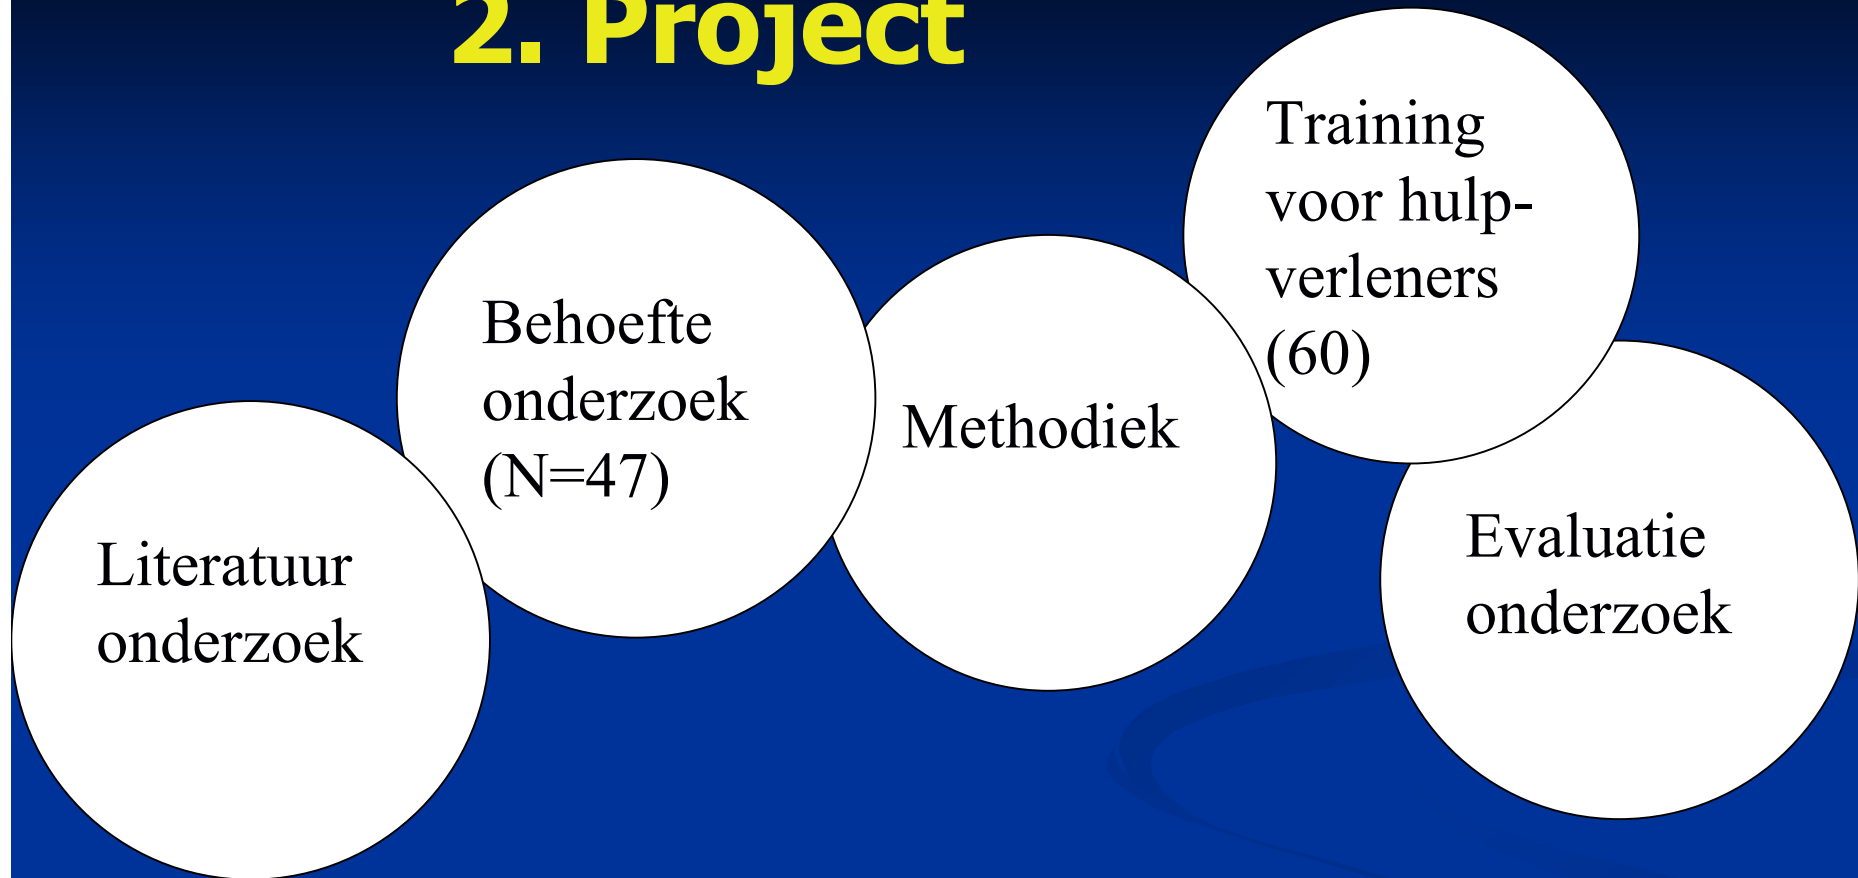 2. Project
Literatuur
onderzoek
Behoefte
onderzoek
(N=47)
Methodiek
Training
voor hulp-
verleners
(60)
Evaluatie
onderzoek